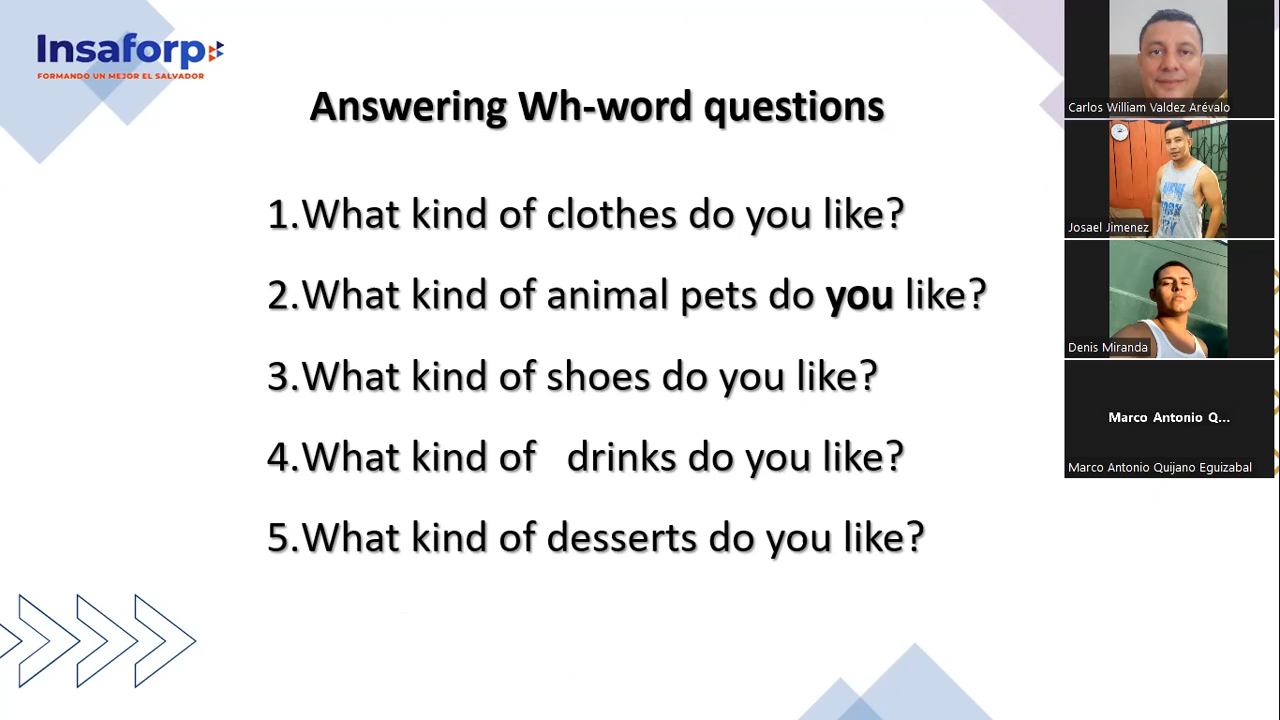 Insaforp
FORMANDO UN MEJOR EL SALVADOR
Answering Wh-word questions
1.What kind of clothes do you like?
2.What kind of animal pets do you like?
3.What kind of shoes do you like?
4.What kind of drinks do you like?
5.What kind of desserts do you like?
Carlos William Valdez Arévalo
Josael Jimenez
Denis Miranda
Marco Antonio Q...
Marco Antonio Quijano Eguizabal